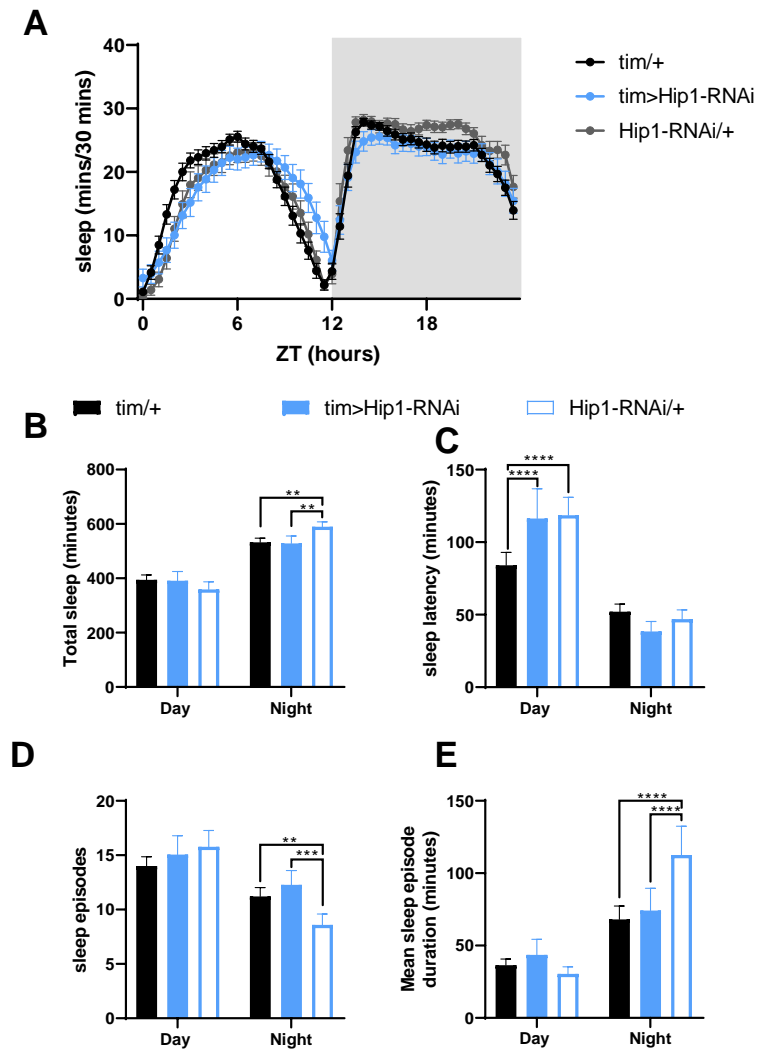 A
sleep (mins/30 mins)
40
30
20
10
0
0
6
12
18
ZT (hours)
tim/+
tim>Hip1-RNAi
Hip1-RNAi/+
tim/+
tim>Hip1-RNAi
Hip1-RNAi/+
B
Total sleep (minutes)
800
600
400
200
0
**
**
Day
Night
C
sleep latency (minutes)
150
100
50
0
****
****
Day
Night
D
sleep episodes
20
15
10
5
0
**
***
Day
Night
E
Mean sleep episode
duration (minutes)
150
100
50
0
****
****
Day
Night